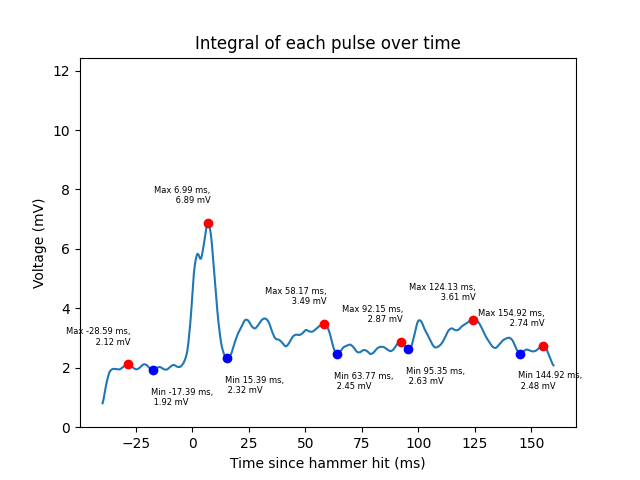 Integral of each pulse over time
Voltage (mV)
12
10
8
6
4
2
0
Max -28.59 ms,
2.12 mV
Min -17.39 ms,
1.92 mV
Max 6.99 ms,
6.89 mV
Min 15.39 ms,
2.32 mV
Max 58.17 ms,
3.49 mV
Min 63.77 ms,
2.45 mV
Max 92.15 ms,
2.87 mV
Min 95.35 ms,
2.63 mV
Max 124.13 ms,
3.61 mV
Min 144.92 ms,
2.48 mV
Max 154.92 ms,
2.74 mV
−25
0
25
50
75
100
125
150
Time since hammer hit (ms)